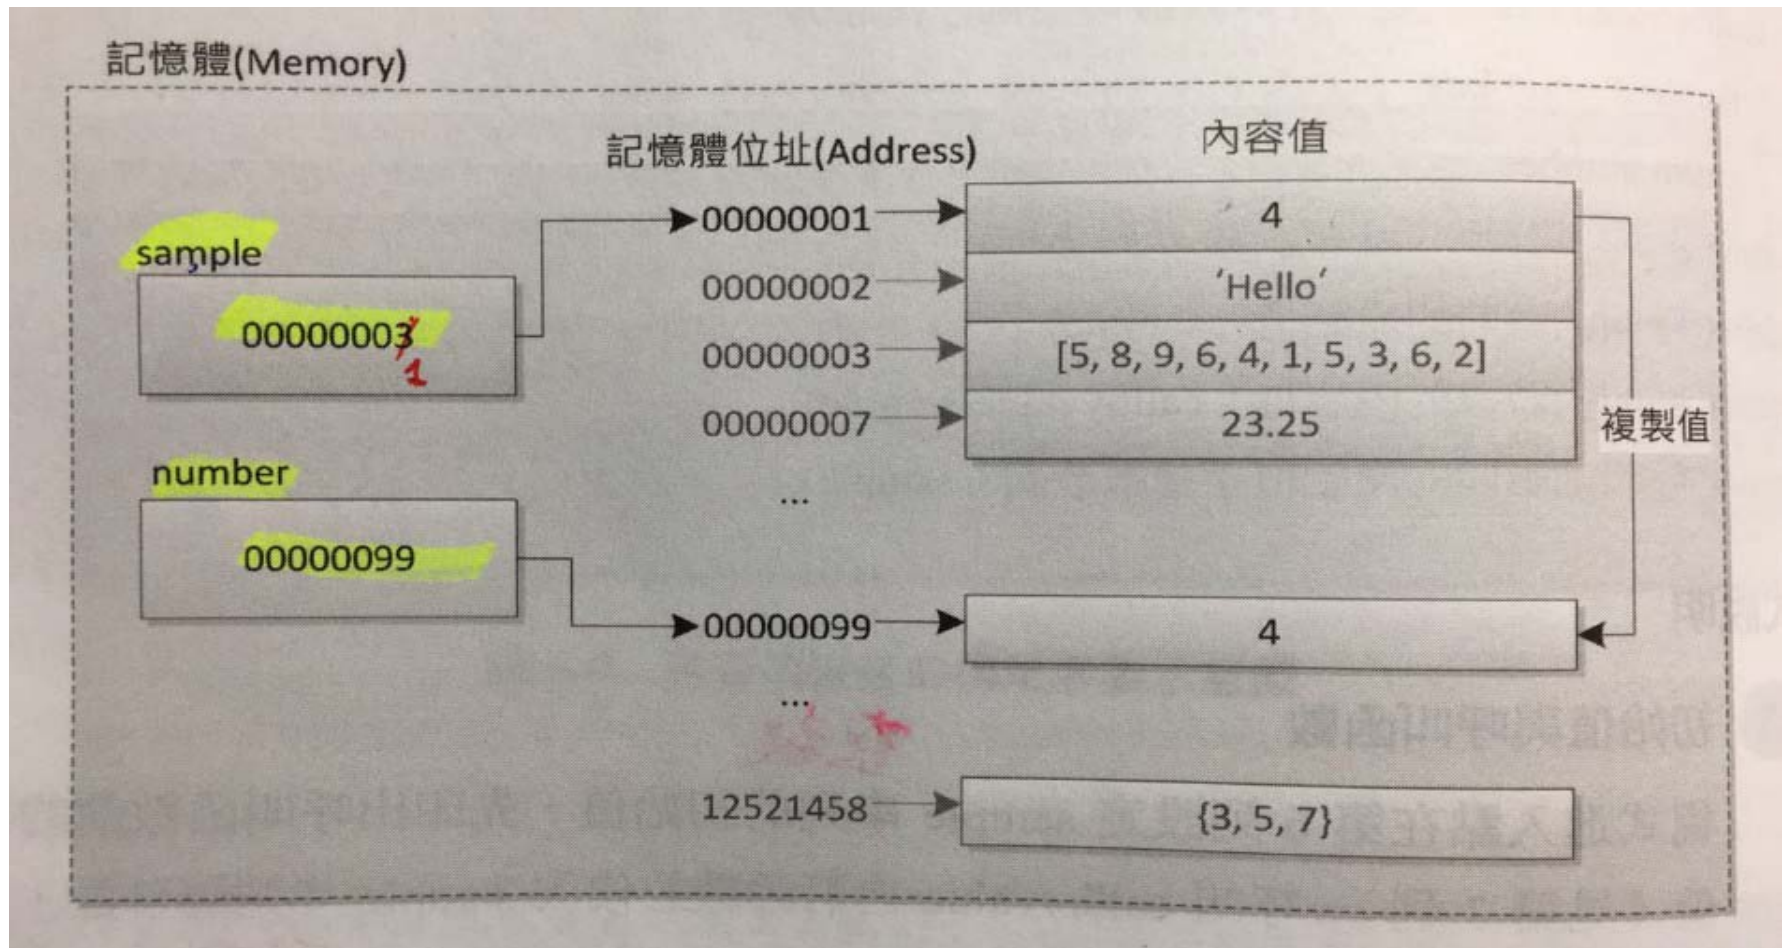 記憶體(Memory)
記憶體位址(Address)
內容值
sample
000000003
1
number
00000099
00000001
4
00000002
'Hello'
00000003
[5, 8, 9, 6, 4, 1, 5, 3, 6, 2]
00000007
23.25
...
複製值
00000099
4
...
12521458
{3, 5, 7}